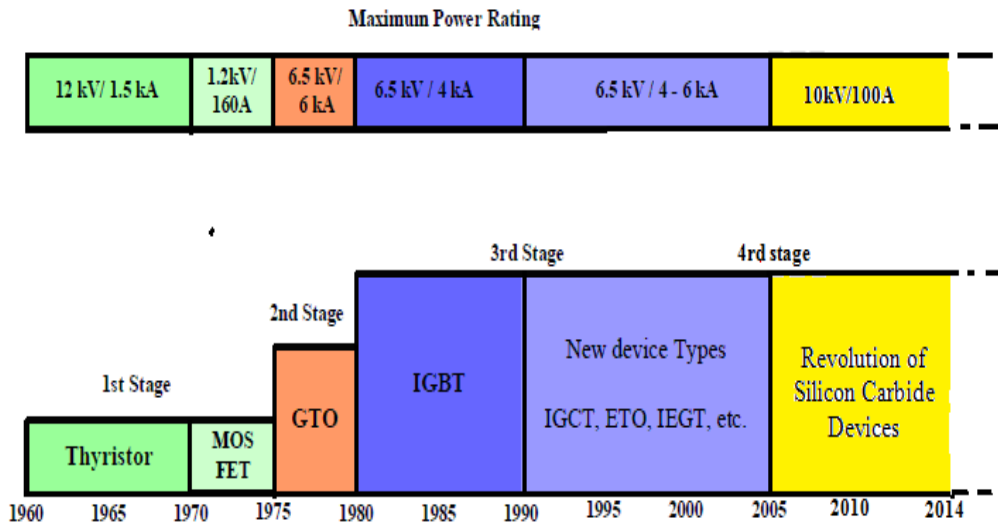 Maximum Power Rating
12 kV/ 1.5 kA
1.2kV/
160A
6.5 kV/
6 kA
6.5 kV / 4 kA
6.5 kV / 4 - 6 kA
10kV/100A
3rd Stage
4rd stage
2nd Stage
1st Stage
Thyristor
MOS
FET
GTO
IGBT
New device Types
IGCT, ETO, IEGT, etc.
Revolution of
Silicon Carbide
Devices
1960 1965 1970 1975 1980 1985 1990 1995 2000 2005 2010 2014